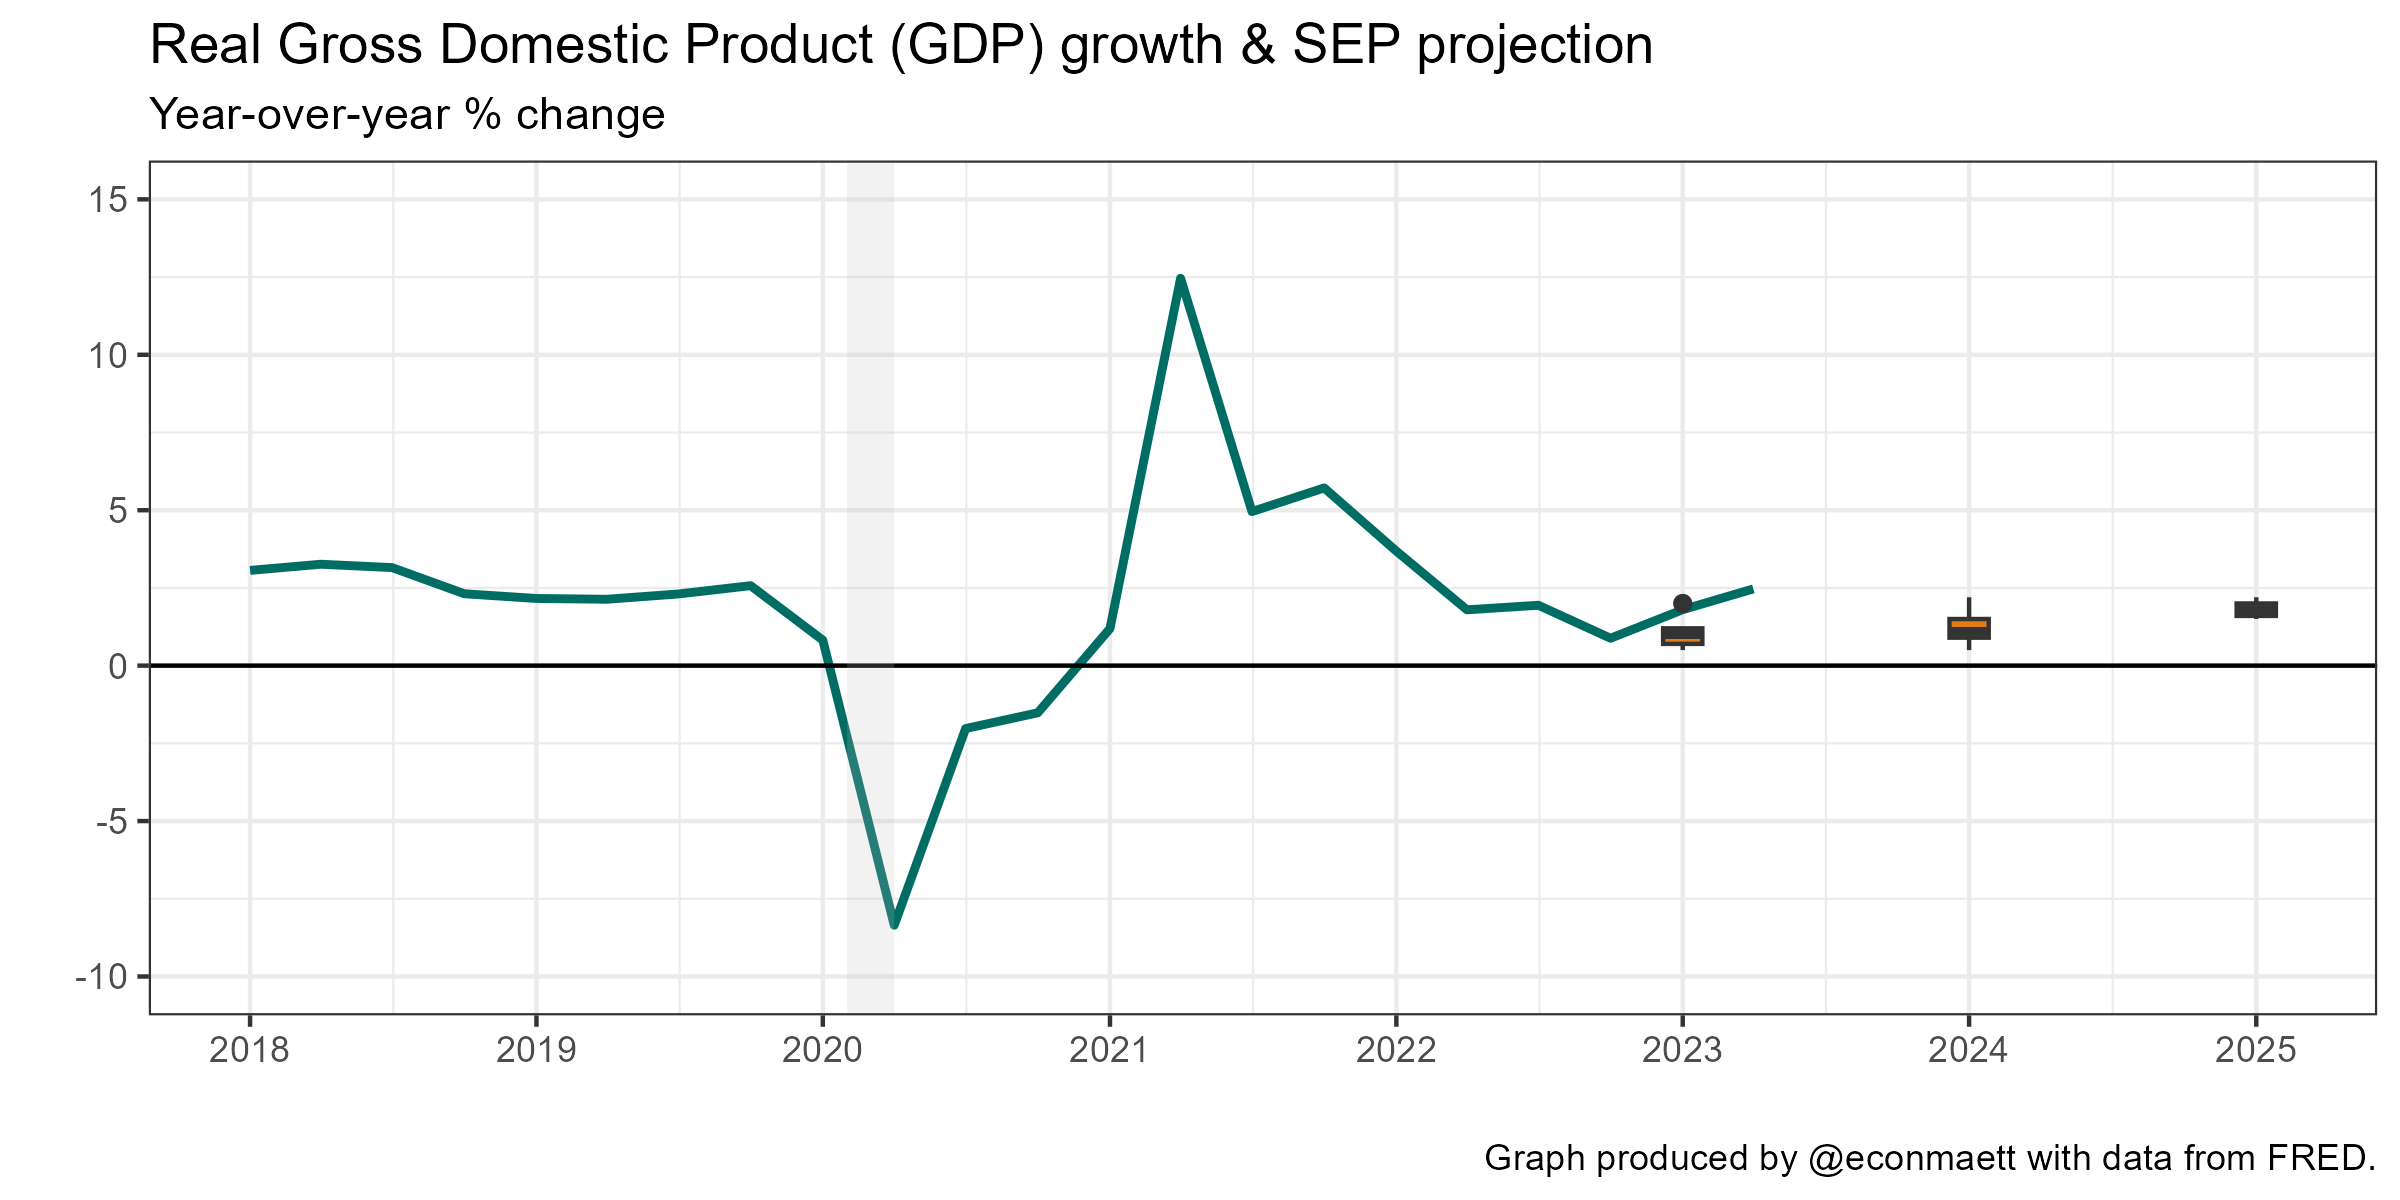 Real Gross Domestic Product (GDP) growth & SEP projection
Year-over-year % change
15
10
5
0
-5
-10
2018 2019 2020 2021 2022 2023 2024 2025
Graph produced by @econmaett with data from FRED.